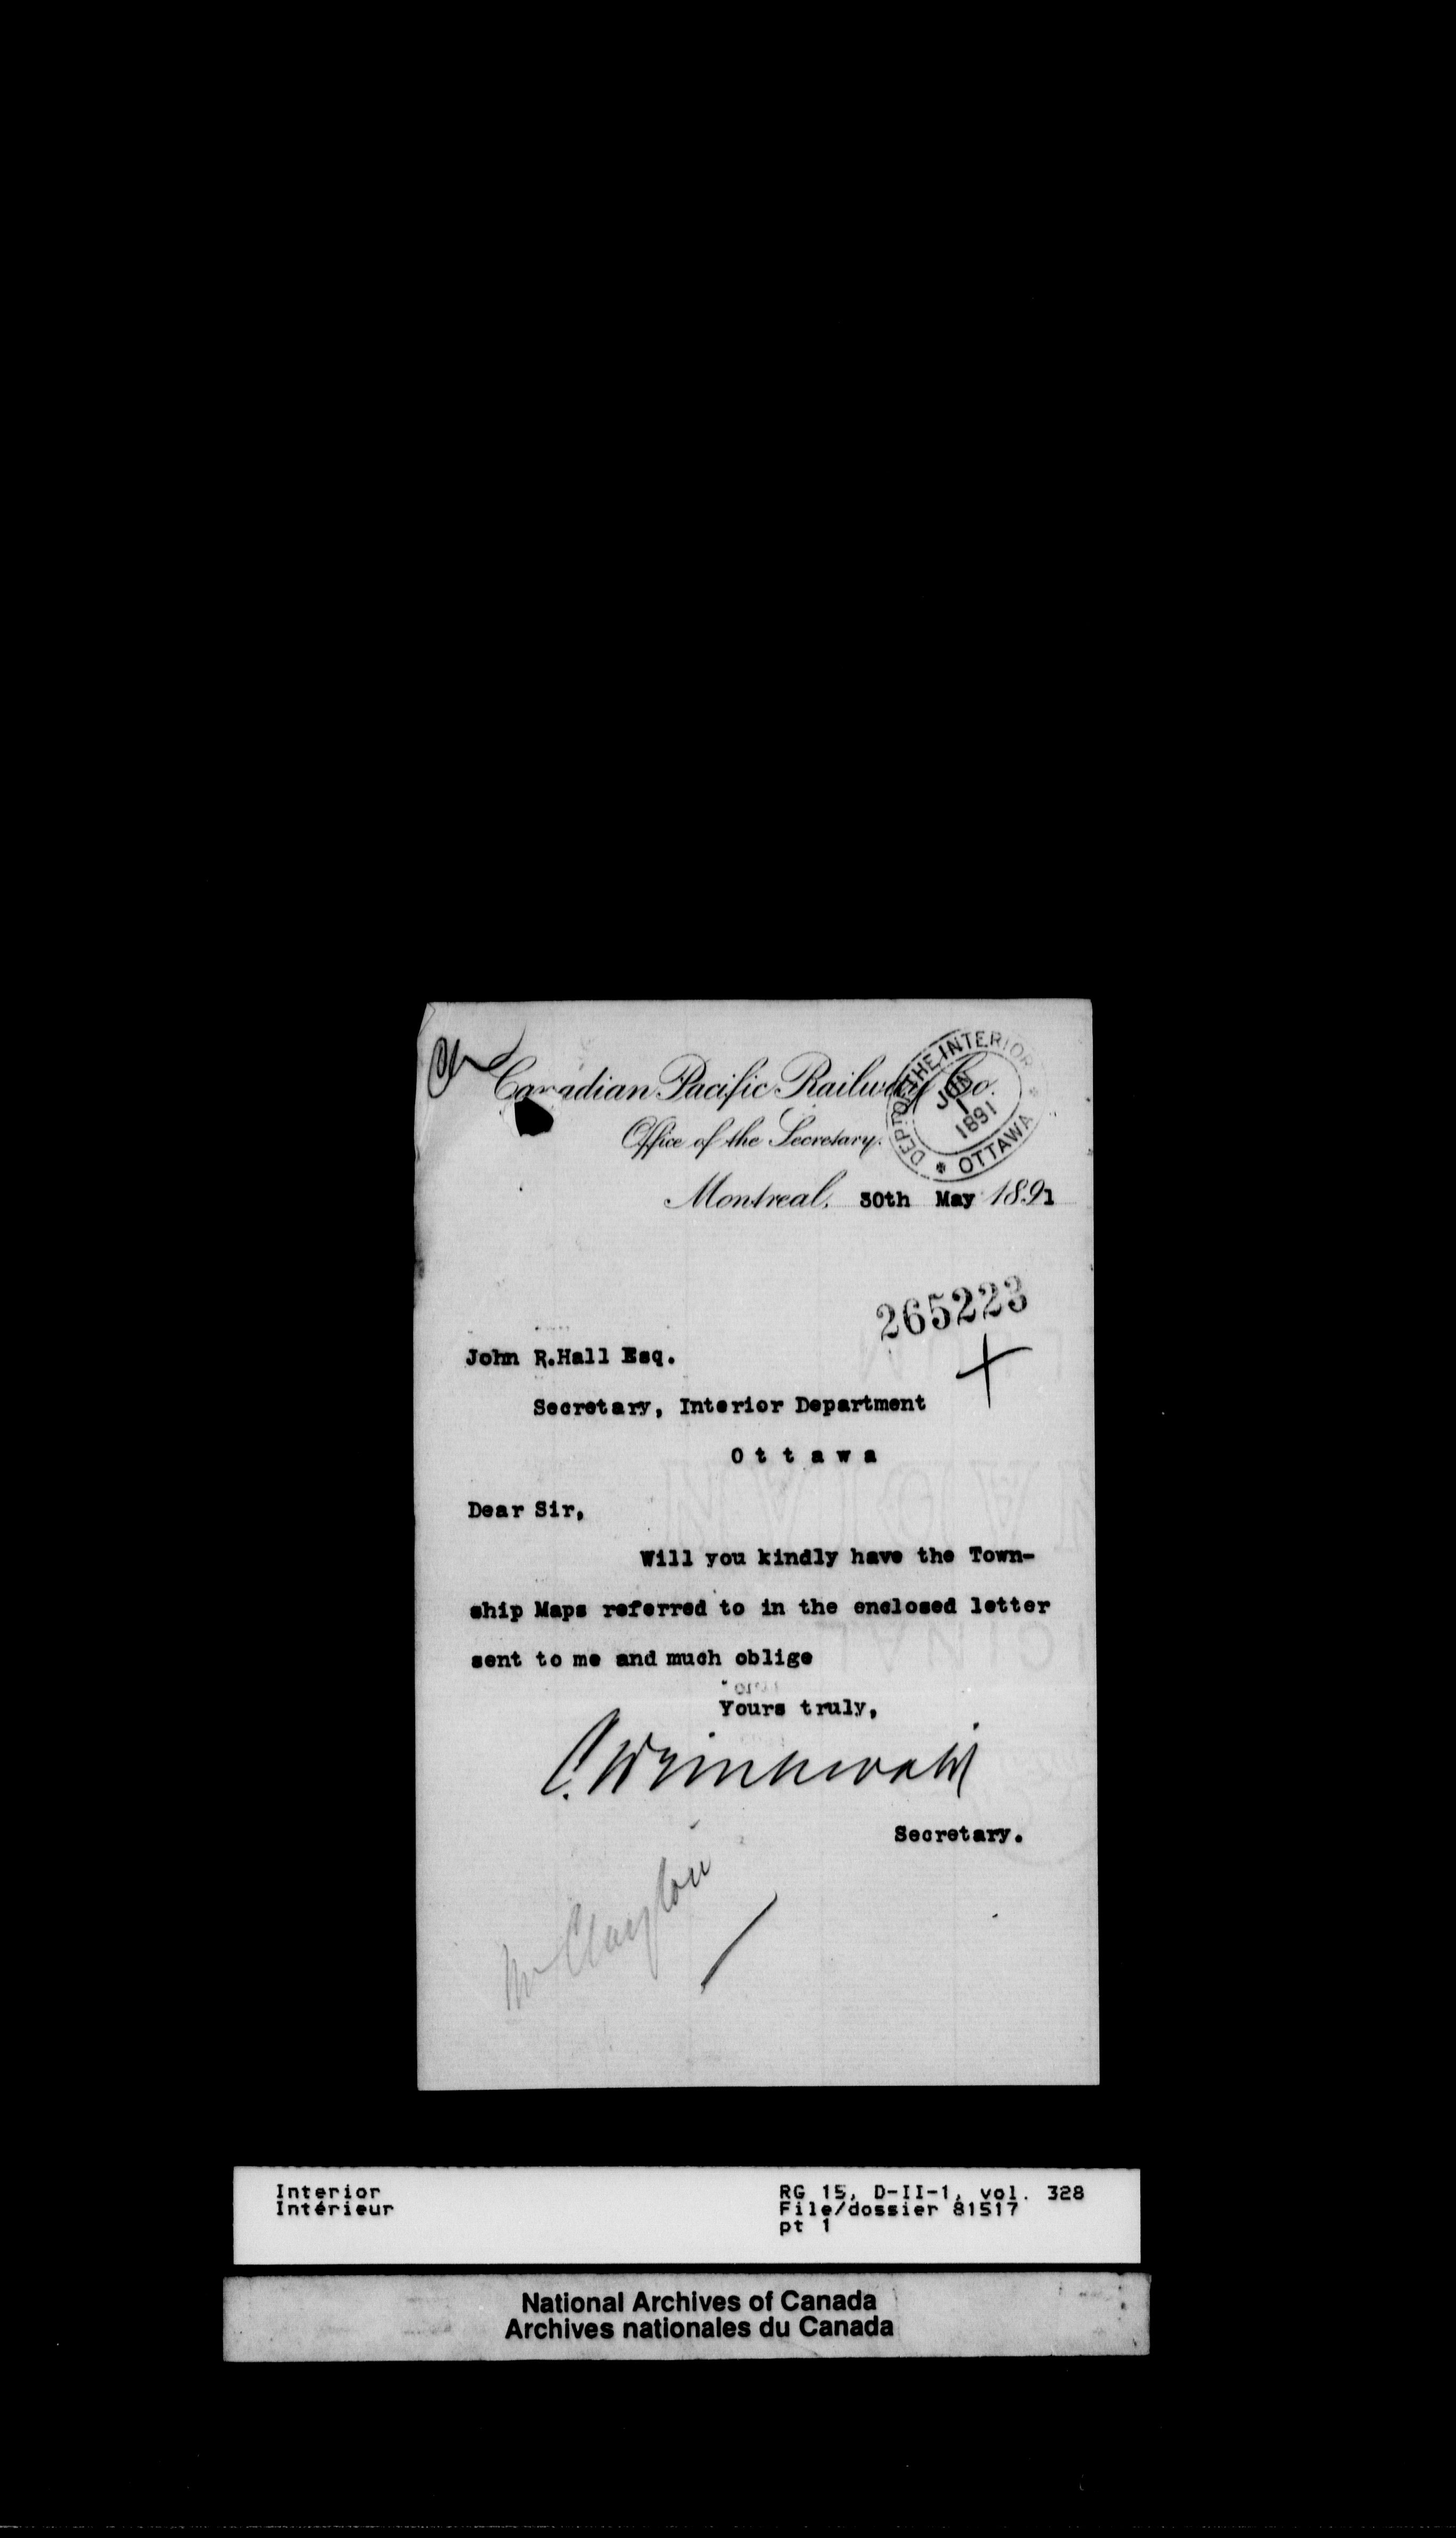 Canadian Pacific Railway Co.
Office of the Secretary.
DEPT. OF THE INTERIOR
JUN
1
1891
* OTTAWA *
Montreal, 30th May 1891
265223
John R.Hall Esq.
Secretary, Interior Department
O t t a w a
Dear Sir,
Will you kindly have the Town-
ship Maps referred to in the enclosed letter
sent to me and much oblige
Yours truly,
C. Drinkwater
Secretary.
Mr Clayton
Interior
Intérieur
RG 15, D-II-1, vol. 328
File/dossier 81517
pt 1
National Archives of Canada
Archives nationales du Canada